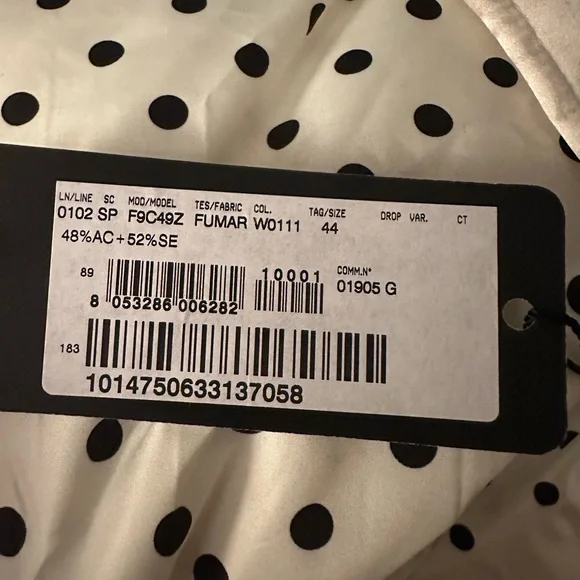 LN/LINE SC MOD/MODEL TES/FABRIC COL. TAG/SIZE DROP VAR. CT
0102 SP F9C49Z FUMAR W0111 44
48%AC+52%SE
89 10001 COMM.N°
8 053286 006282 01905 G
183
1014750633137058